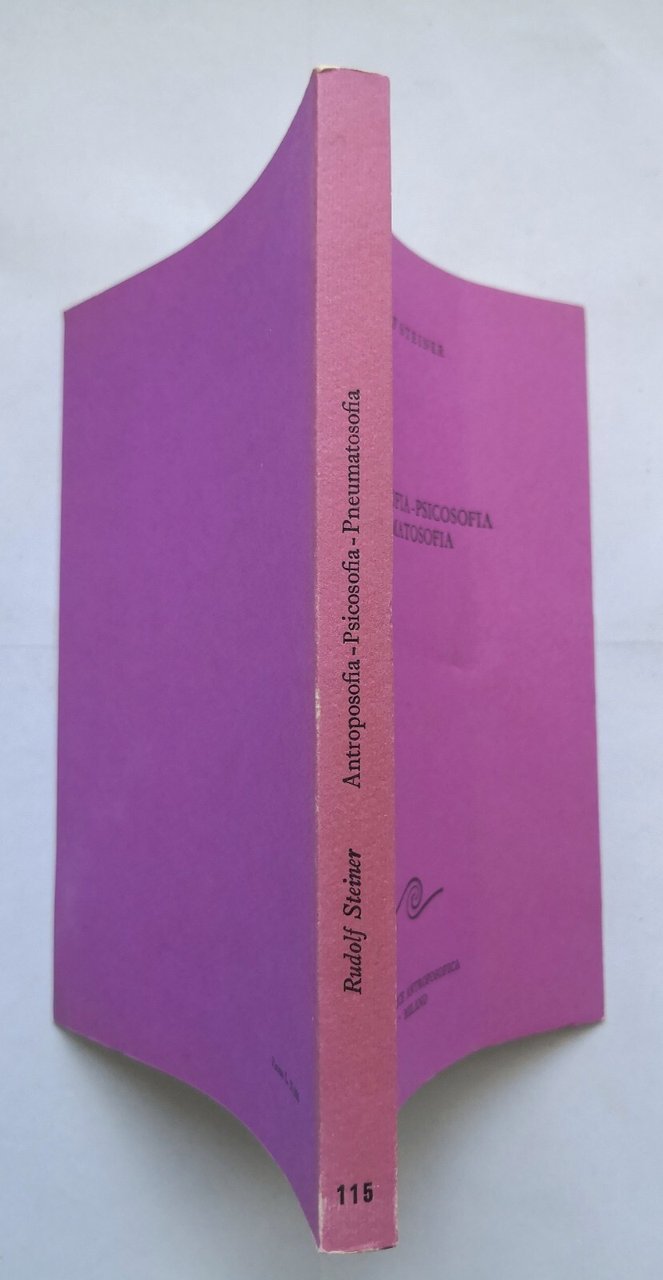 Rudolf Steiner Antroposofia-Psicosofia-Pneumatosofia
115
STEINER
FIA-PSICOSOFIA
MATOSOFIA
ANTROPOSOFICA
MILANO